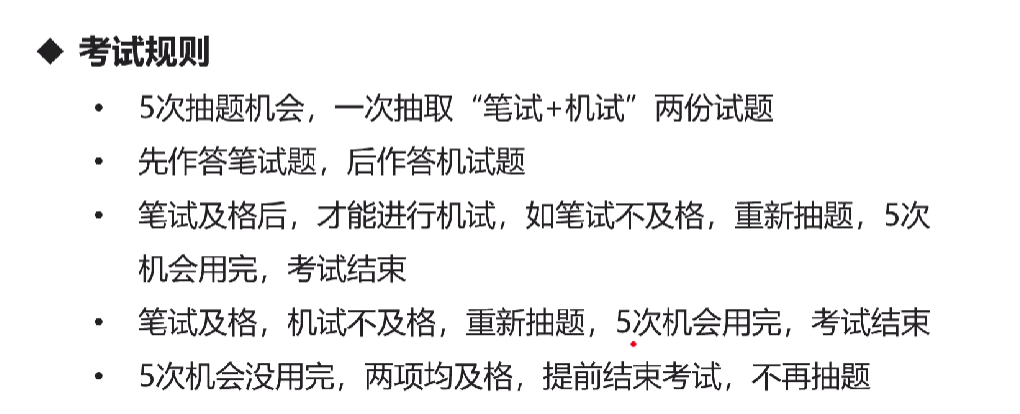 ◆ 考试规则
• 5次抽题机会，一次抽取“笔试+机试”两份试题
• 先作答笔试题，后作答机试题
• 笔试及格后，才能进行机试，如笔试不及格，重新抽题，5次
机会用完，考试结束
• 笔试及格，机试不及格，重新抽题，5次机会用完，考试结束
• 5次机会没用完，两项均及格，提前结束考试，不再抽题